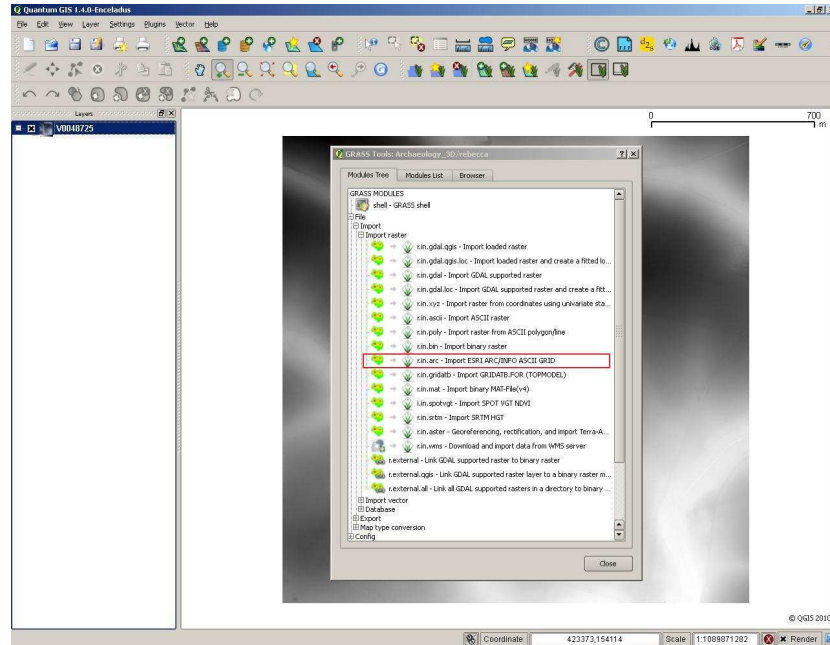 Quantum GIS 1.4.0-Enceladus
File Edit View Layer Settings Plugins Vector Help
Layers
V0040725
0 700
m
GRASS Tools: Archaeology_3D/rebecca
Modules Tree Modules List Browser
GRASS MODULES
shell - GRASS shell
File
Import
Import raster
r.in.gdal.qgis - Import loaded raster
r.in.gdal.qgis.loc - Import loaded raster and create a fitted lo...
r.in.gdal - Import GDAL supported raster
r.in.gdal.loc - Import GDAL supported raster and create a fitt...
r.in.xyz - Import raster from coordinates using univariate sta...
r.in.ascii - Import ASCII raster
r.in.poly - Import raster from ASCII polygon/line
r.in.bin - Import binary raster
r.in.arc - Import ESRI ARC/INFO ASCII GRID
r.in.gridatb - Import GRIDATB.FOR (TOPMODEL)
r.in.mat - Import binary MAT-File(v4)
i.in.spotvgt - Import SPOT VGT NDVI
r.in.srtm - Import SRTM HGT
r.in.aster - Georeferencing, rectification, and import Terra-A...
r.in.wms - Download and import data from WMS server
r.external - Link GDAL supported raster to binary raster
r.external.qgis - Link GDAL supported raster layer to a binary raster m...
r.external.all - Link all GDAL supported rasters in a directory to binary ...
Import vector
Database
Export
Map type conversion
Config
Close
© QGIS 2010
Coordinate 423373,154114 Scale 1:1089871282 Render